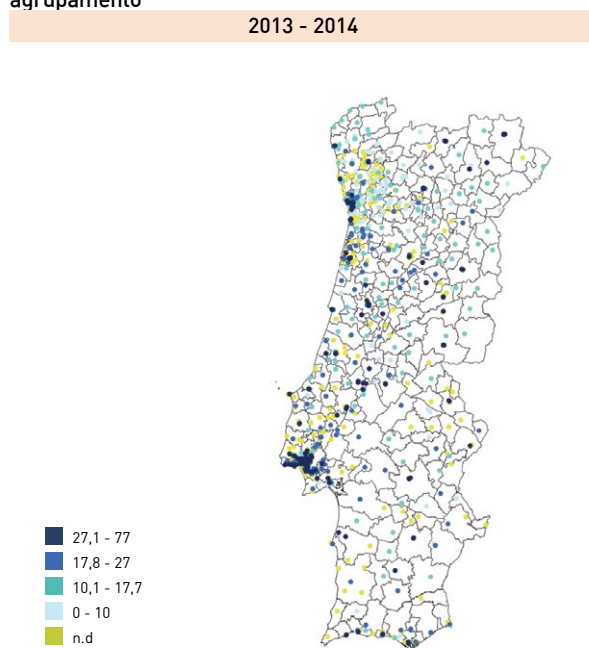 agrupamento
2013 - 2014
27,1 - 77
17,8 - 27
10,1 - 17,7
0 - 10
n.d